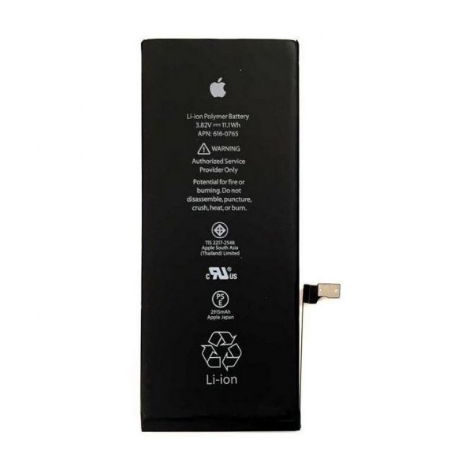 Li-ion Polymer Battery
3.82V ⎓ 11.1Wh
APN: 616-0765
WARNING
Authorized Service
Provider Only
Potential for fire or
burning. Do not
disassemble, puncture,
crush, heat, or burn.
TIS 2217-2548
Apple South Asia
(Thailand) Limited
c RU US
PS
E
2915mAh
Apple Japan
Li-ion